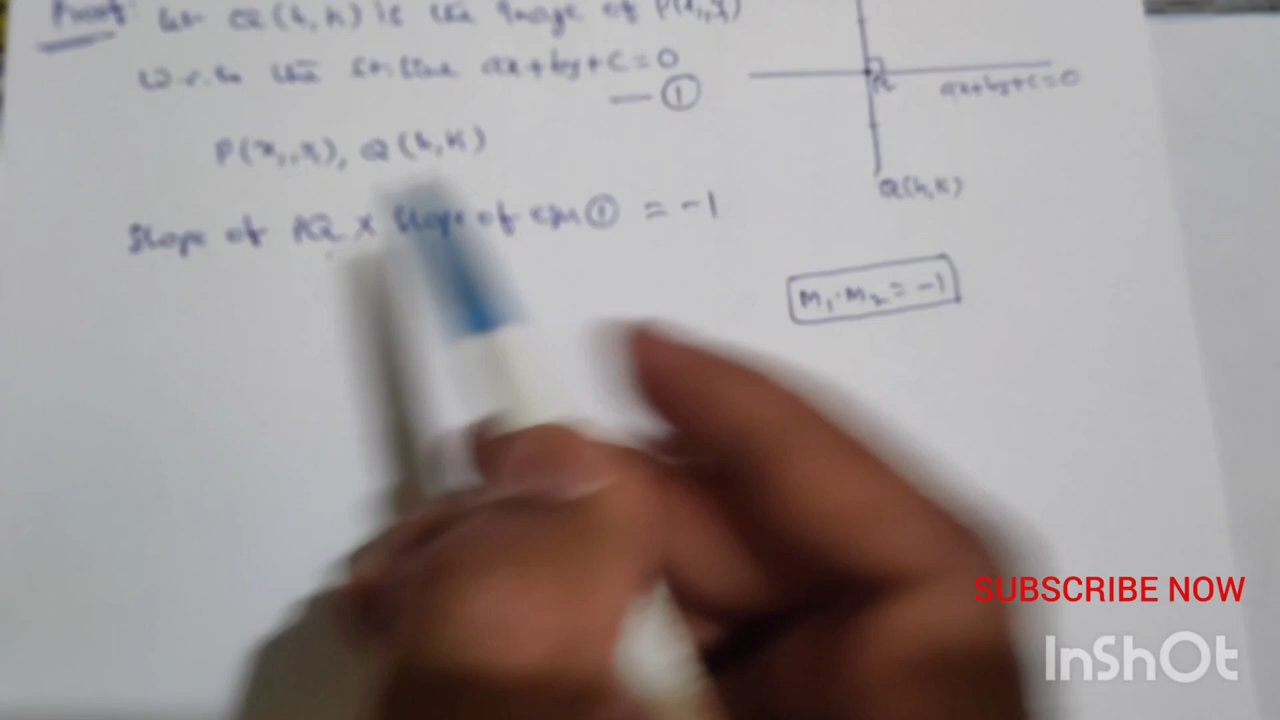 Proof: Let Q(h,k) is the Image of P(x₁,y₁)
w.r.to the St.line ax+by+c=0
— ①
P(x₁,y₁), Q(h,k)
Slope of PQ × Slope of eqn ① = -1
R
ax+by+c=0
Q(h,k)
m₁·m₂ = -1
SUBSCRIBE NOW
InShOt